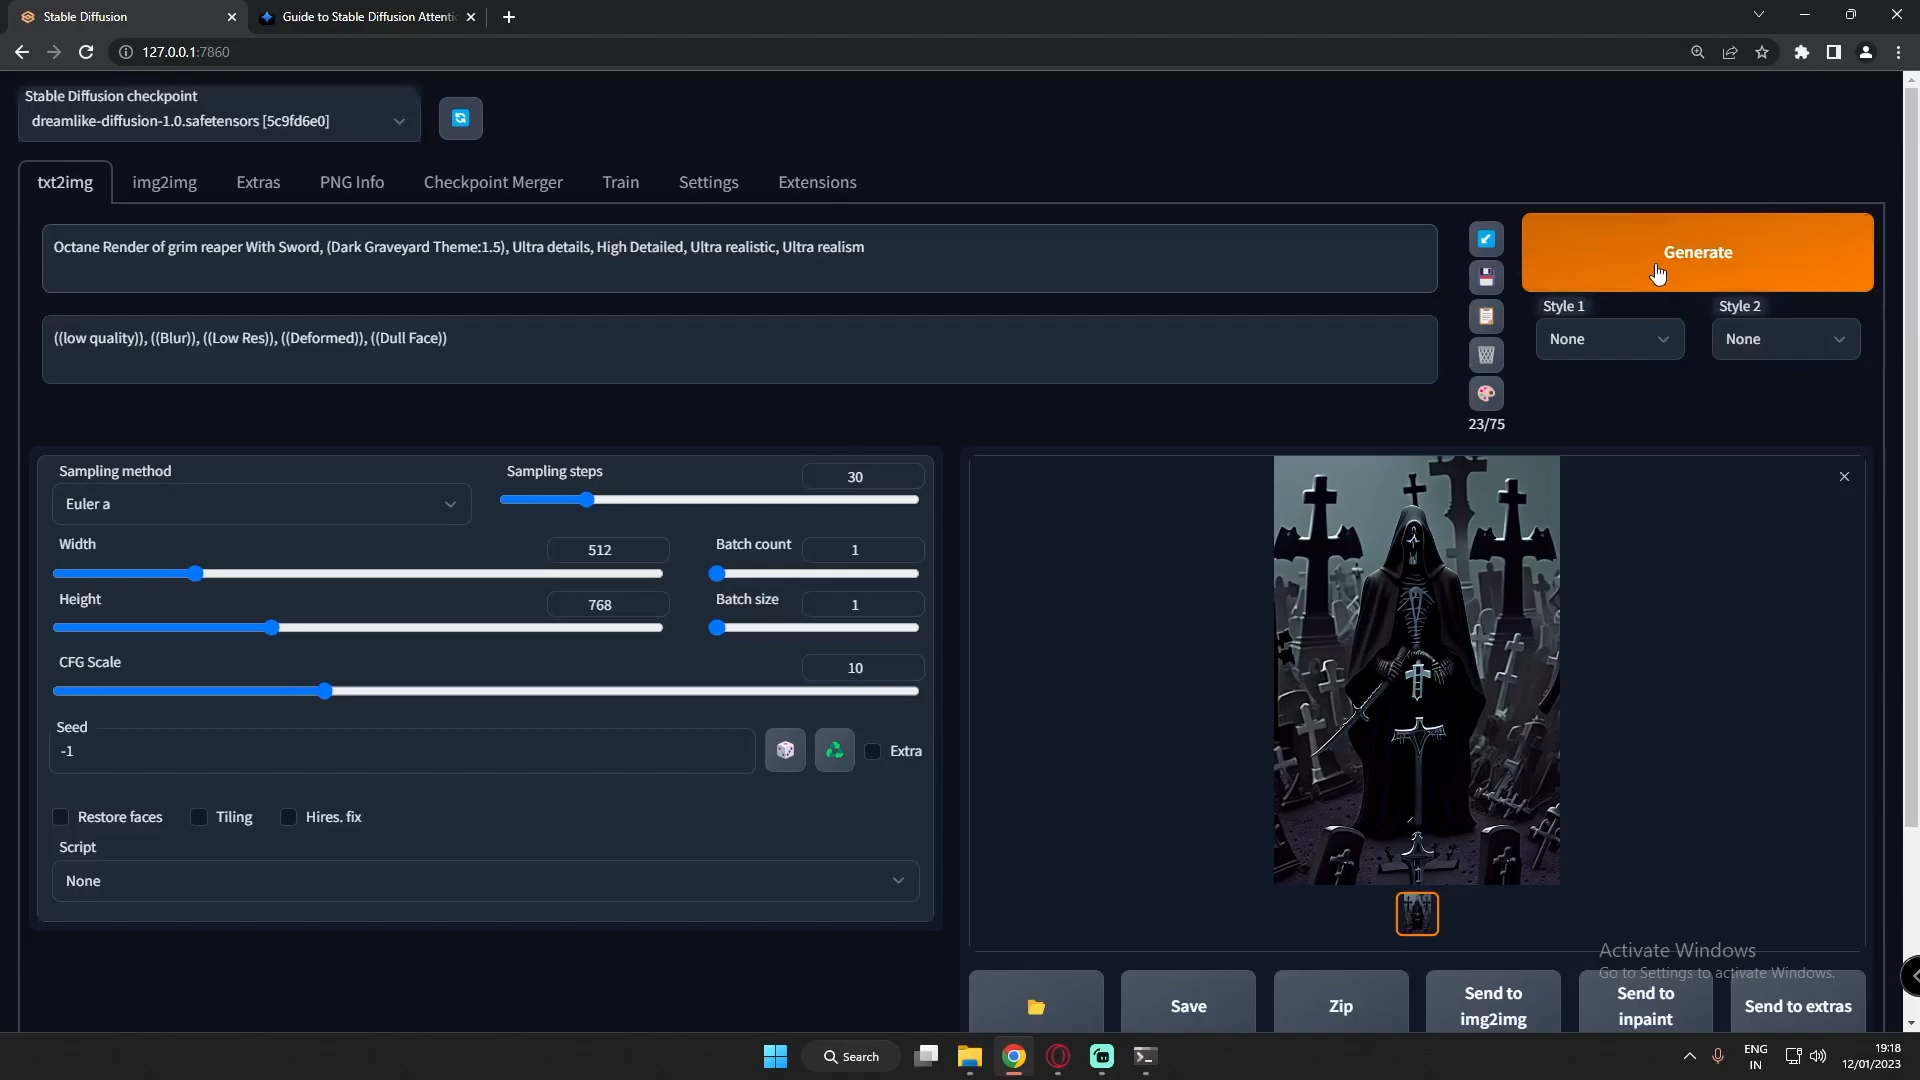 Stable Diffusion
Guide to Stable Diffusion Attenti
127.0.0.1:7860
Stable Diffusion checkpoint
dreamlike-diffusion-1.0.safetensors [5c9fd6e0]
txt2img
img2img
Extras
PNG Info
Checkpoint Merger
Train
Settings
Extensions
Octane Render of grim reaper With Sword, (Dark Graveyard Theme:1.5), Ultra details, High Detailed, Ultra realistic, Ultra realism
Generate
Style 1
Style 2
None
None
((low quality)), ((Blur)), ((Low Res)), ((Deformed)), ((Dull Face))
23/75
Sampling method
Euler a
Sampling steps
30
Width
512
Batch count
1
Height
768
Batch size
1
CFG Scale
10
Seed
-1
Extra
Restore faces
Tiling
Hires. fix
Script
None
Activate Windows
Go to Settings to activate Windows.
Save
Zip
Send to
img2img
Send to
inpaint
Send to extras
Search
ENG
IN
19:18
12/01/2023